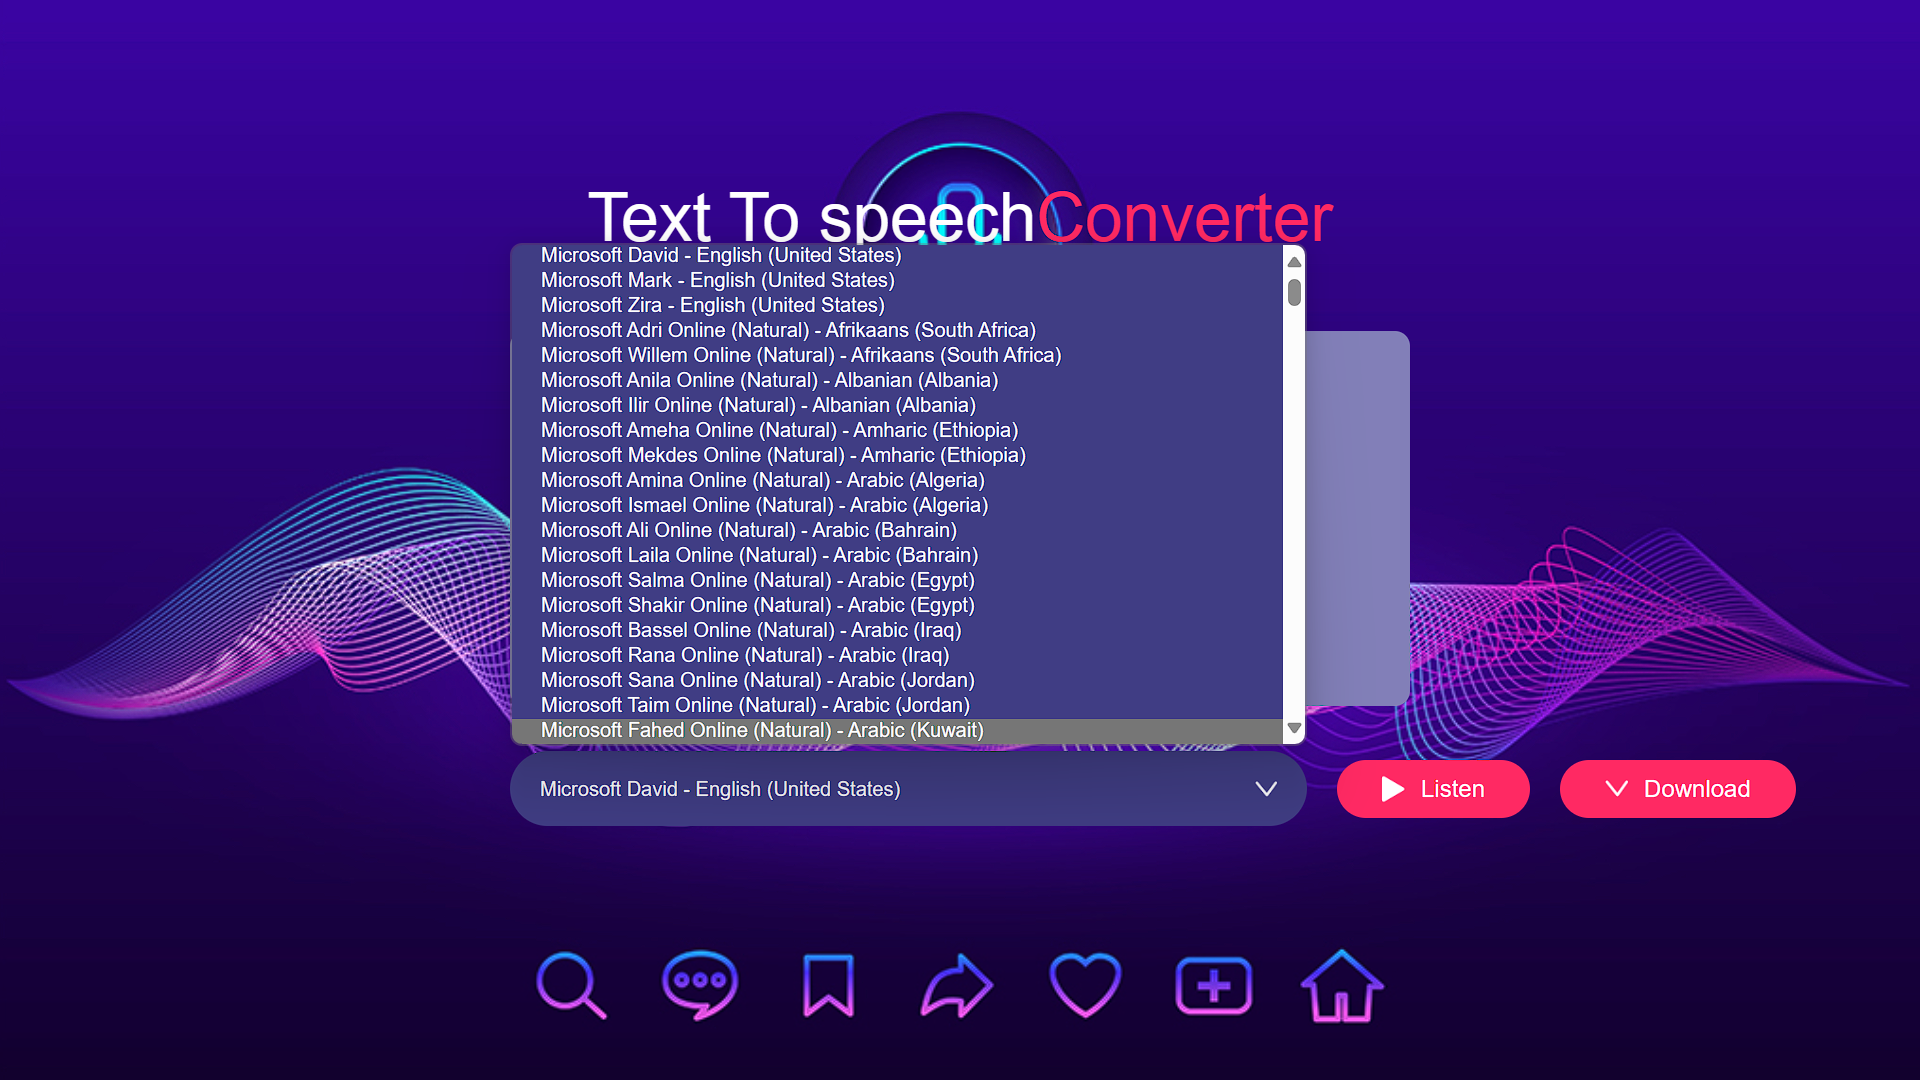 Text To speechConverter
Microsoft David - English (United States)
Microsoft Mark - English (United States)
Microsoft Zira - English (United States)
Microsoft Adri Online (Natural) - Afrikaans (South Africa)
Microsoft Willem Online (Natural) - Afrikaans (South Africa)
Microsoft Anila Online (Natural) - Albanian (Albania)
Microsoft Ilir Online (Natural) - Albanian (Albania)
Microsoft Ameha Online (Natural) - Amharic (Ethiopia)
Microsoft Mekdes Online (Natural) - Amharic (Ethiopia)
Microsoft Amina Online (Natural) - Arabic (Algeria)
Microsoft Ismael Online (Natural) - Arabic (Algeria)
Microsoft Ali Online (Natural) - Arabic (Bahrain)
Microsoft Laila Online (Natural) - Arabic (Bahrain)
Microsoft Salma Online (Natural) - Arabic (Egypt)
Microsoft Shakir Online (Natural) - Arabic (Egypt)
Microsoft Bassel Online (Natural) - Arabic (Iraq)
Microsoft Rana Online (Natural) - Arabic (Iraq)
Microsoft Sana Online (Natural) - Arabic (Jordan)
Microsoft Taim Online (Natural) - Arabic (Jordan)
Microsoft Fahed Online (Natural) - Arabic (Kuwait)
Microsoft David - English (United States)
Listen
Download